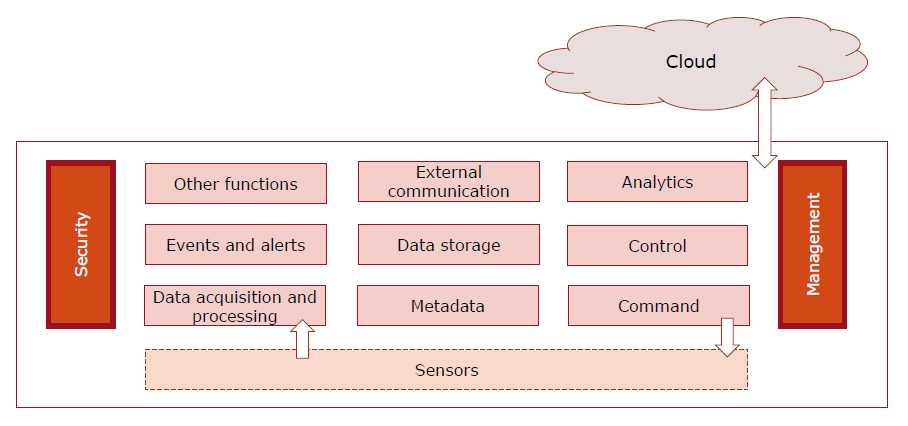 Cloud
Security
Other functions
External
communication
Analytics
Management
Events and alerts
Data storage
Control
Data acquisition and
processing
Metadata
Command
Sensors